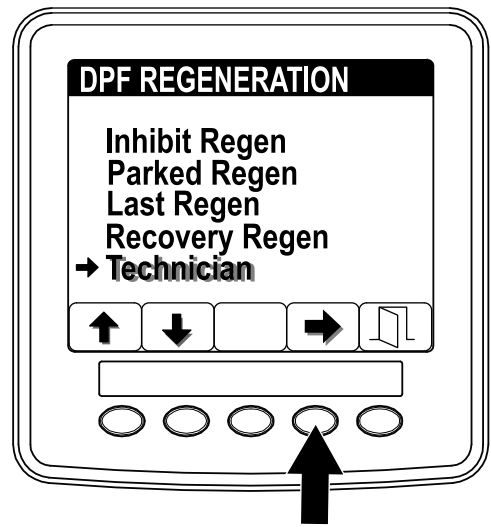 DPF REGENERATION
Inhibit Regen
Parked Regen
Last Regen
Recovery Regen
Technician